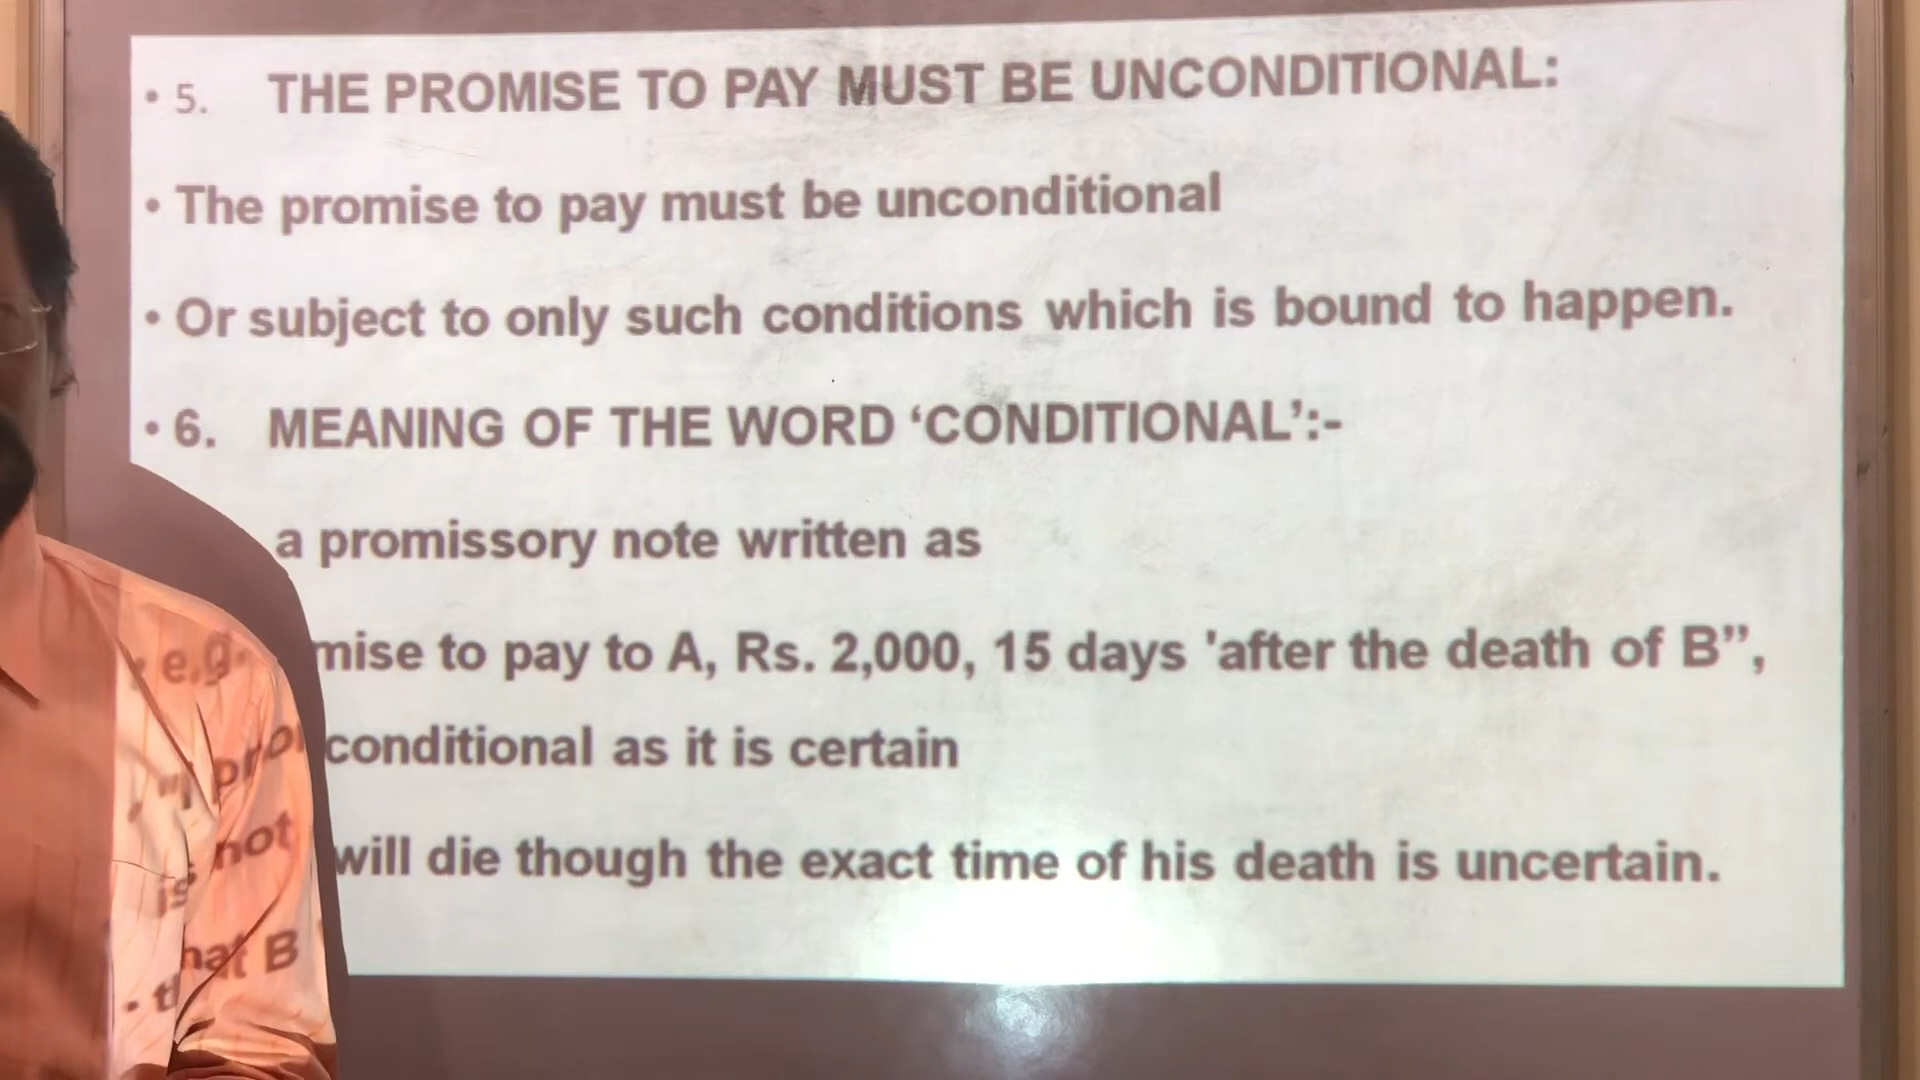 • 5. THE PROMISE TO PAY MUST BE UNCONDITIONAL:
• The promise to pay must be unconditional
• Or subject to only such conditions which is bound to happen.
• 6. MEANING OF THE WORD ‘CONDITIONAL’:-
a promissory note written as
• e.g. "I promise to pay to A, Rs. 2,000, 15 days 'after the death of B”,
is not conditional as it is certain
• that B will die though the exact time of his death is uncertain.